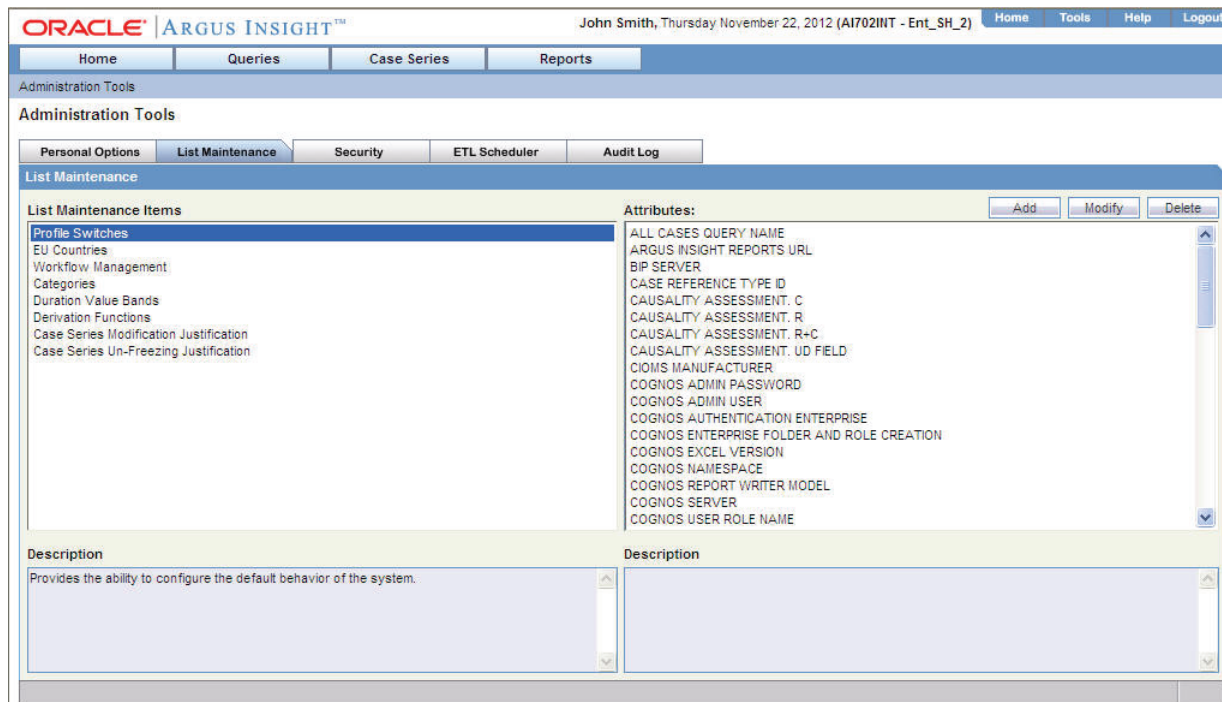 ORACLE® | ARGUS INSIGHT™
John Smith, Thursday November 22, 2012 (AI702INT - Ent_SH_2)
Home Tools Help Logout
Home Queries Case Series Reports
Administration Tools
Administration Tools
Personal Options List Maintenance Security ETL Scheduler Audit Log
List Maintenance
List Maintenance Items
Profile Switches
EU Countries
Workflow Management
Categories
Duration Value Bands
Derivation Functions
Case Series Modification Justification
Case Series Un-Freezing Justification
Attributes:
Add Modify Delete
ALL CASES QUERY NAME
ARGUS INSIGHT REPORTS URL
BIP SERVER
CASE REFERENCE TYPE ID
CAUSALITY ASSESSMENT. C
CAUSALITY ASSESSMENT. R
CAUSALITY ASSESSMENT. R+C
CAUSALITY ASSESSMENT. UD FIELD
CIOMS MANUFACTURER
COGNOS ADMIN PASSWORD
COGNOS ADMIN USER
COGNOS AUTHENTICATION ENTERPRISE
COGNOS ENTERPRISE FOLDER AND ROLE CREATION
COGNOS EXCEL VERSION
COGNOS NAMESPACE
COGNOS REPORT WRITER MODEL
COGNOS SERVER
COGNOS USER ROLE NAME
Description
Provides the ability to configure the default behavior of the system.
Description